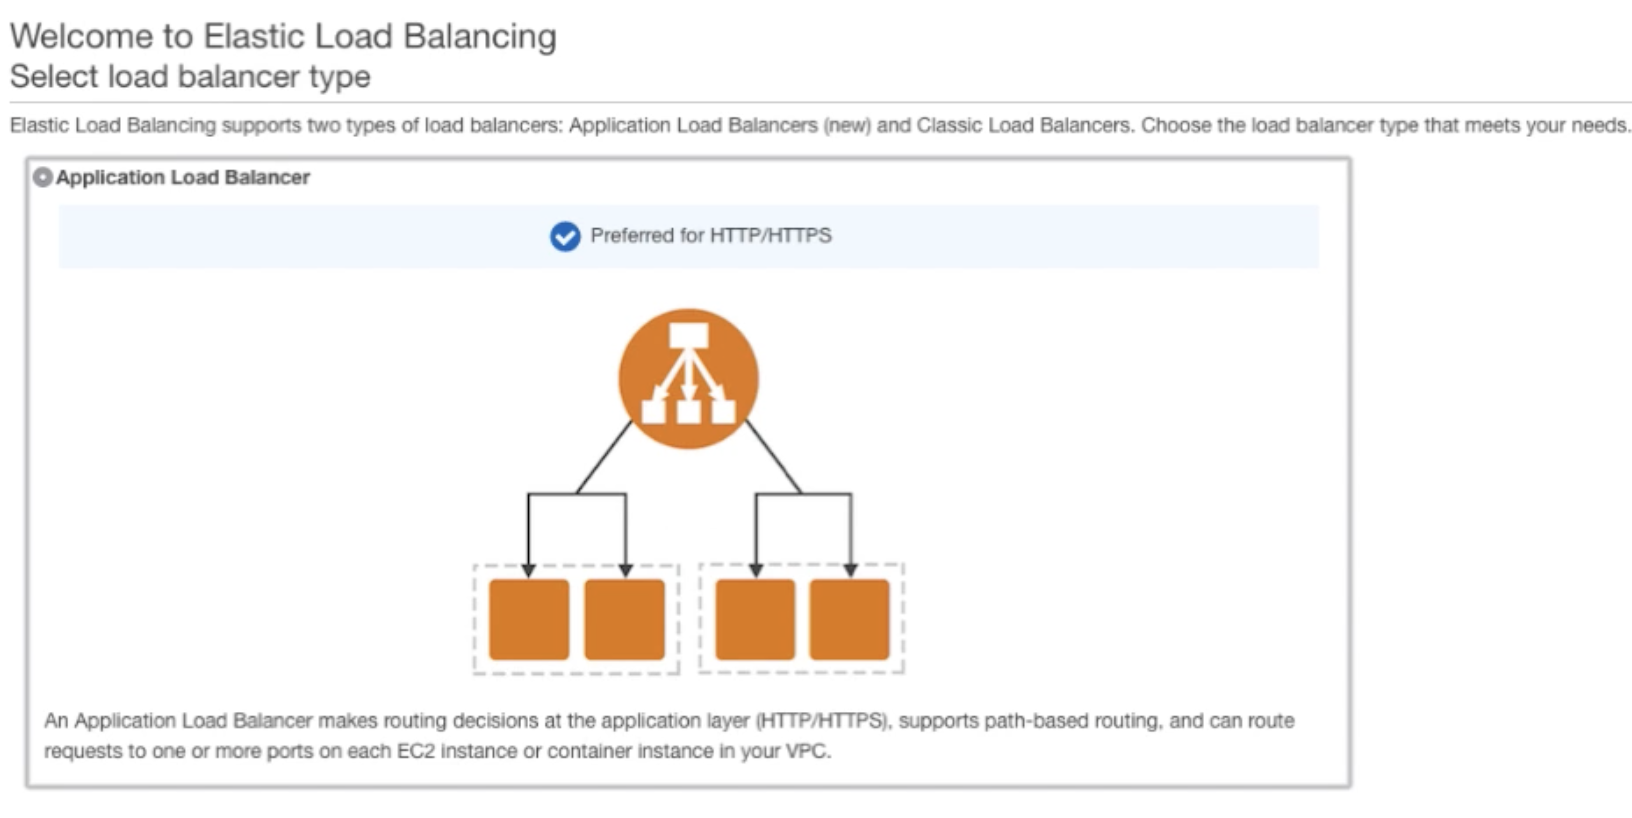 Welcome to Elastic Load Balancing
Select load balancer type
Elastic Load Balancing supports two types of load balancers: Application Load Balancers (new) and Classic Load Balancers. Choose the load balancer type that meets your needs.
Application Load Balancer
Preferred for HTTP/HTTPS
An Application Load Balancer makes routing decisions at the application layer (HTTP/HTTPS), supports path-based routing, and can route
requests to one or more ports on each EC2 instance or container instance in your VPC.